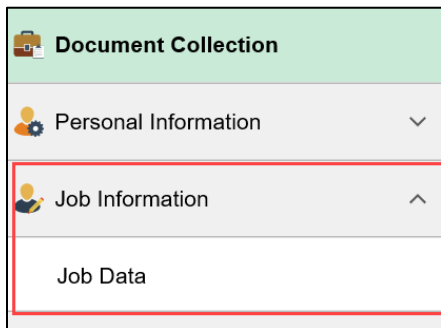 Document Collection
Personal Information
Job Information
Job Data